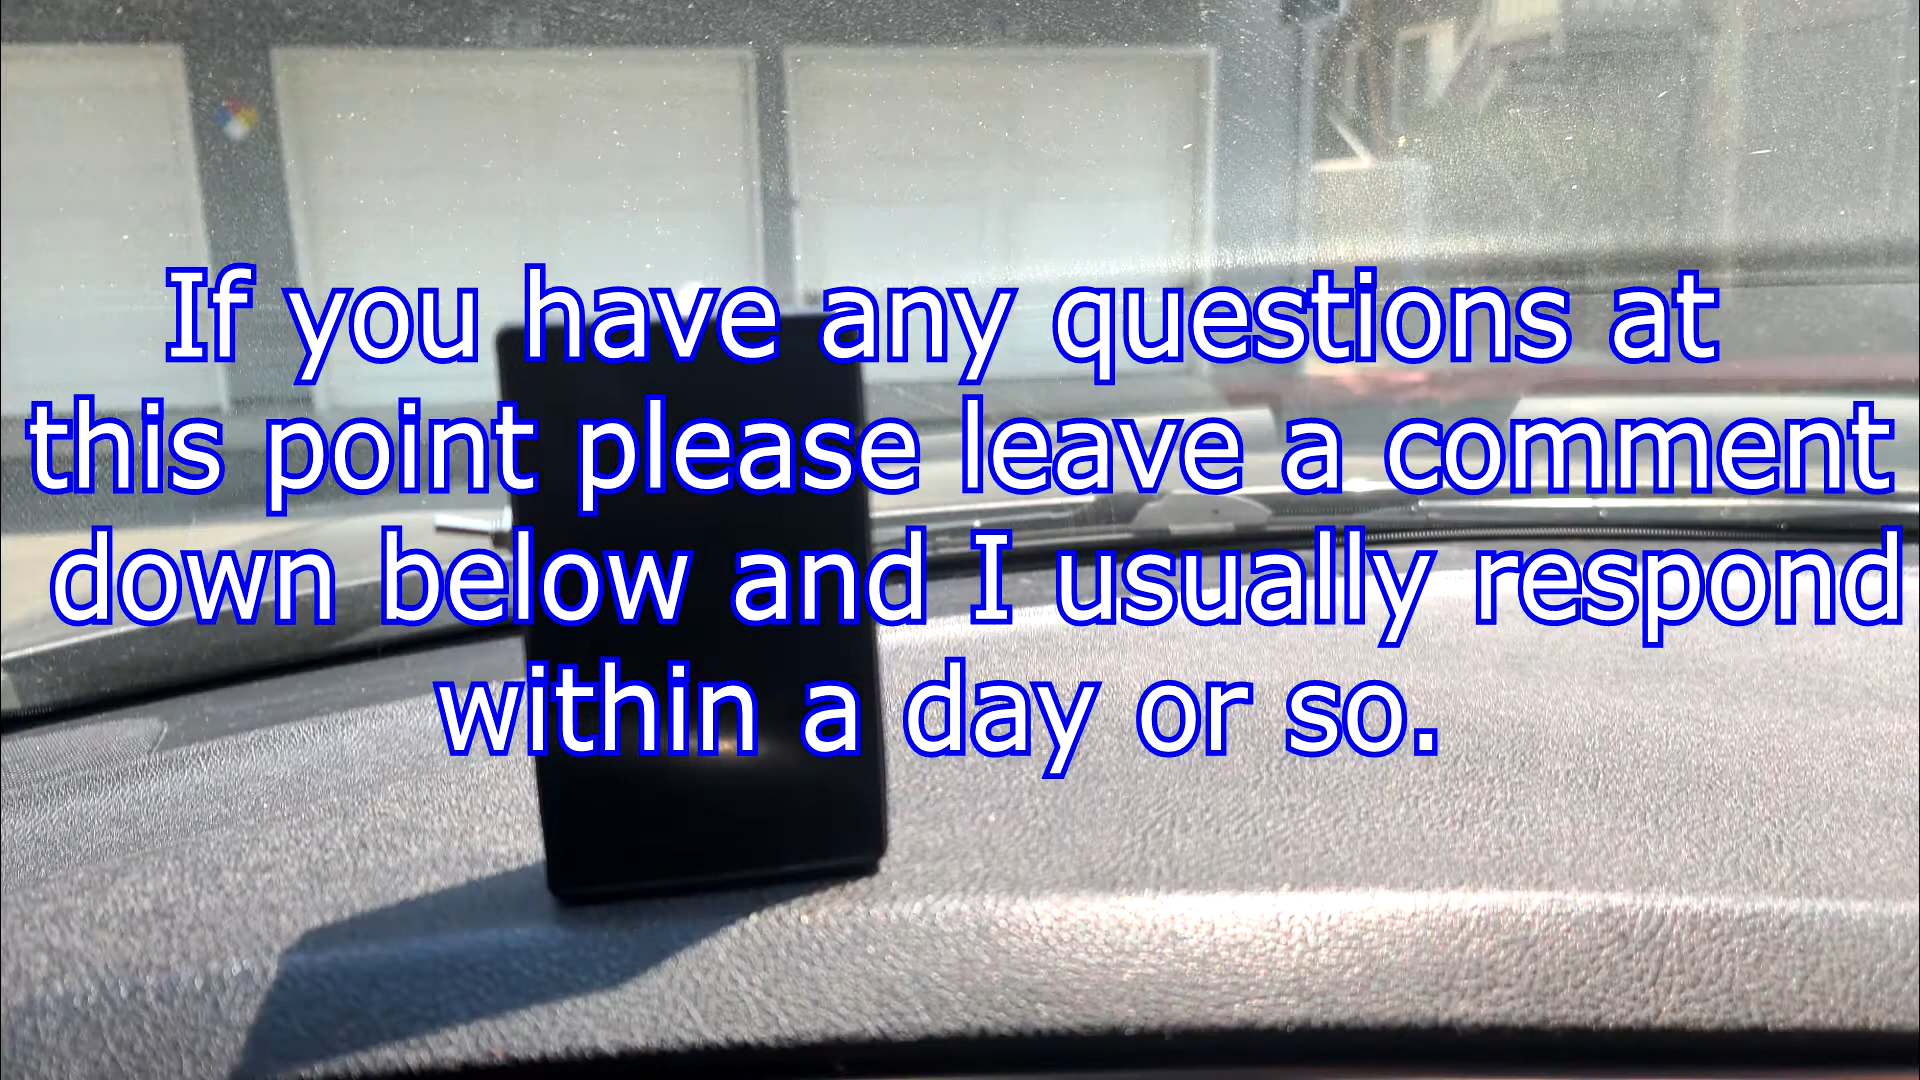 If you have any questions at
this point please leave a comment
down below and I usually respond
within a day or so.